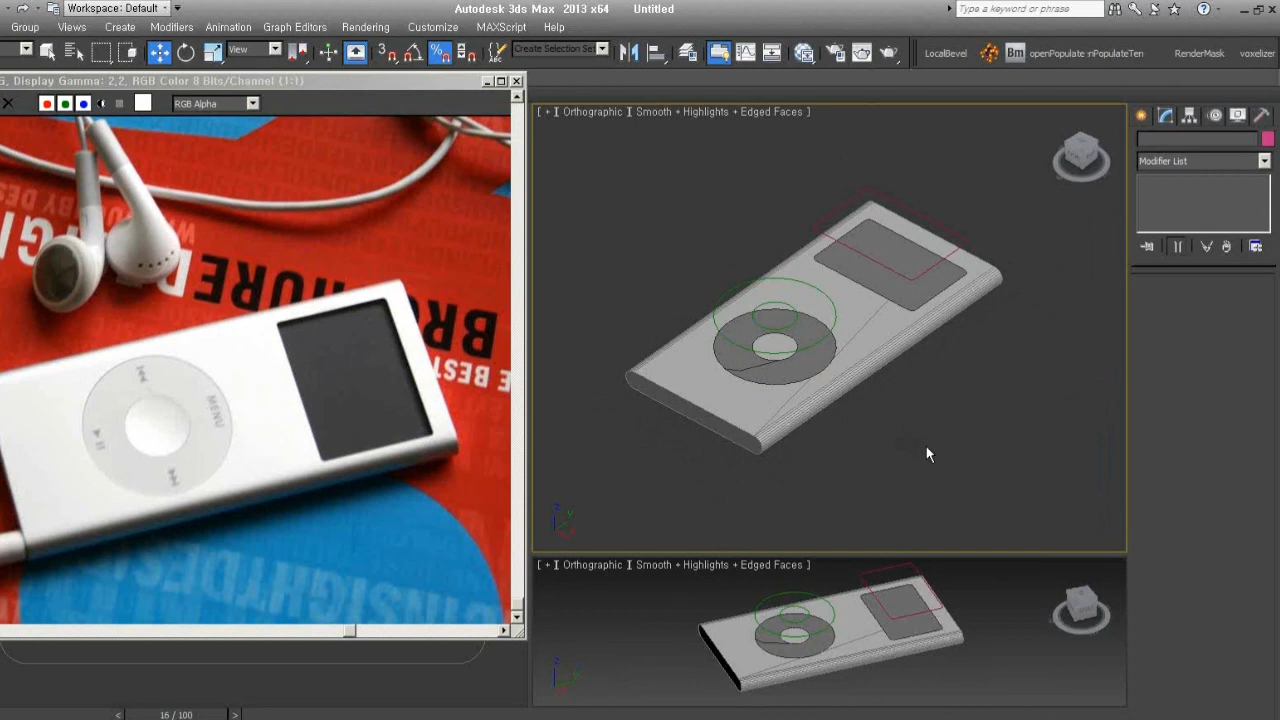 Workspace: Default
Autodesk 3ds Max 2013 x64 Untitled
Type a keyword or phrase
Group Views Create Modifiers Animation Graph Editors Rendering Customize MAXScript Help
View
3
Create Selection Set
LocalBevel
Bm
openPopulate
nPopulateTen
RenderMask
voxelizer
G, Display Gamma: 2,2, RGB Color 8 Bits/Channel (1:1)
RGB Alpha
[ + ] Orthographic ] Smooth + Highlights + Edged Faces ]
Modifier List
MENU
[ + ] Orthographic ] Smooth + Highlights + Edged Faces ]
16 / 100